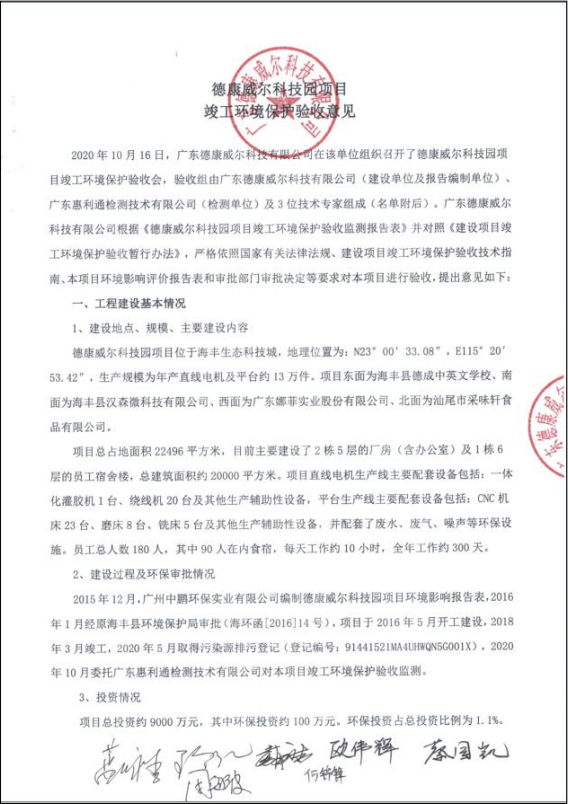 德康威尔科技园项目
竣工环境保护验收意见
2020 年 10 月 16 日，广东德康威尔科技有限公司在该单位组织召开了德康威尔科技园项
目竣工环境保护验收会，验收组由广东德康威尔科技有限公司（建设单位及报告编制单位）、
广东惠利通检测技术有限公司（检测单位）及 3 位技术专家组成（名单附后）。广东德康威尔
科技有限公司根据《德康威尔科技园项目竣工环境保护验收监测报告表》并对照《建设项目竣
工环境保护验收暂行办法》，严格依照国家有关法律法规、建设项目竣工环境保护验收技术指
南、本项目环境影响评价报告表和审批部门审批决定等要求对本项目进行验收，提出意见如下：
一、工程建设基本情况
1、建设地点、规模、主要建设内容
德康威尔科技园项目位于海丰生态科技城，地理位置为：N23° 00′ 33.08″，E115° 20′
53.42″，生产规模为年产直线电机及平台约 13 万件。项目东面为海丰县德成中英文学校、南
面为海丰县汉森微科技有限公司、西面为广东娜菲实业股份有限公司、北面为汕尾市采味轩食
品有限公司。
项目总占地面积 22496 平方米，目前主要建设了 2 栋 5 层的厂房（含办公室）及 1 栋 6
层的员工宿舍楼，总建筑面积约 20000 平方米。项目直线电机生产线主要配套设备包括：一体
化灌胶机 1 台、绕线机 20 台及其他生产辅助性设备，平台生产线主要配套设备包括：CNC 机
床 23 台、磨床 8 台、铣床 5 台及其他生产辅助性设备，并配套了废水、废气、噪声等环保设
施。员工总人数 180 人，其中 90 人在内食宿，每天工作约 10 小时，全年工作约 300 天。
2、建设过程及环保审批情况
2015 年 12 月，广州中鹏环保实业有限公司编制德康威尔科技园项目环境影响报告表，2016
年 1 月经原海丰县环境保护局审批（海环函[2016]14 号），项目于 2016 年 5 月开工建设，2018
年 3 月竣工，2020 年 5 月取得污染源排污登记（登记编号：91441521MA4UHWQN5G001X），2020
年 10 月委托广东惠利通检测技术有限公司对本项目竣工环境保护验收监测。
3、投资情况
项目总投资约 9000 万元，其中环保投资约 100 万元。环保投资占总投资比例为 1.1%。
广东德康威尔科技有限公司
欧伟辉 蔡国凯